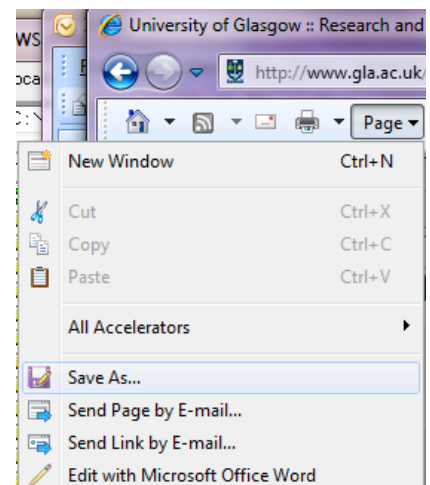 WS
University of Glasgow :: Research and
http://www.gla.ac.uk/
Page
New Window Ctrl+N
Cut Ctrl+X
Copy Ctrl+C
Paste Ctrl+V
All Accelerators
Save As...
Send Page by E-mail...
Send Link by E-mail...
Edit with Microsoft Office Word